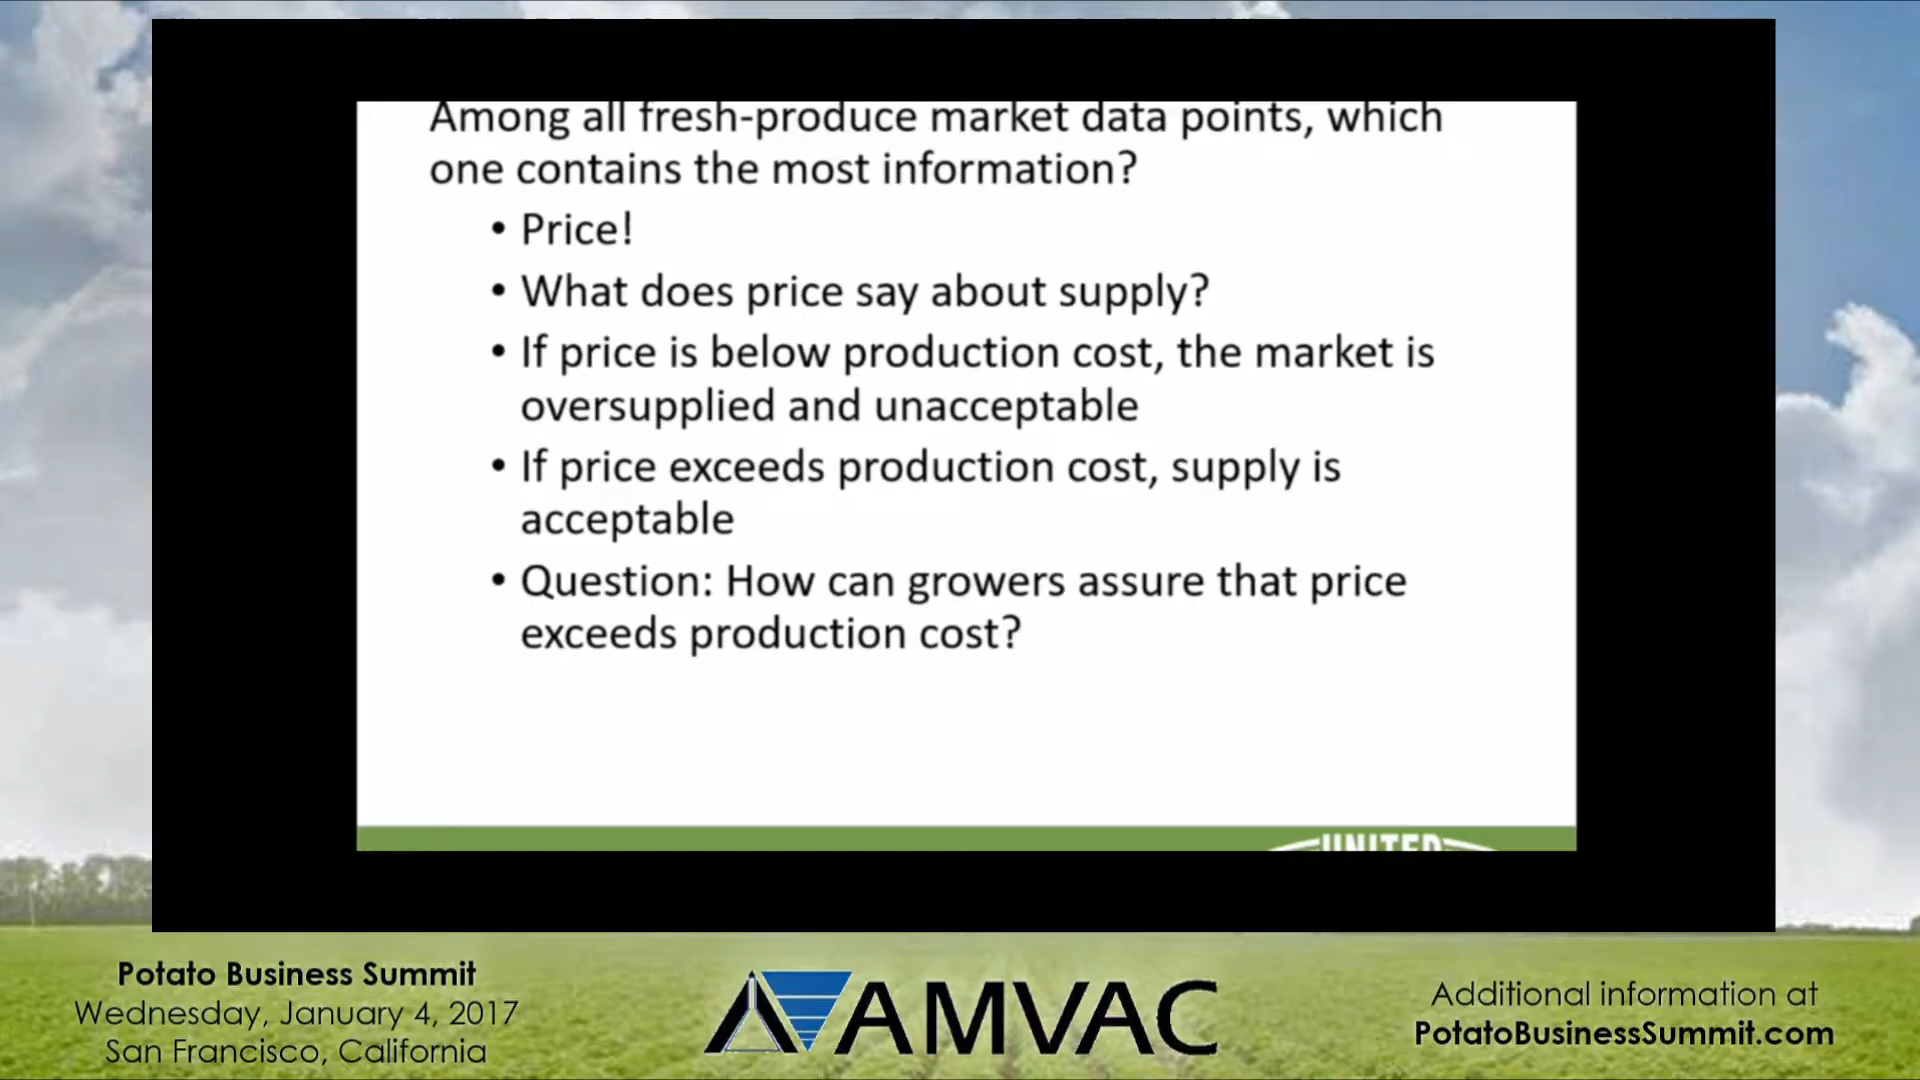 Among all fresh-produce market data points, which
one contains the most information?
• Price!
• What does price say about supply?
• If price is below production cost, the market is
oversupplied and unacceptable
• If price exceeds production cost, supply is
acceptable
• Question: How can growers assure that price
exceeds production cost?
UNITED
Potato Business Summit
Wednesday, January 4, 2017
San Francisco, California
AMVAC
Additional information at
PotatoBusinessSummit.com